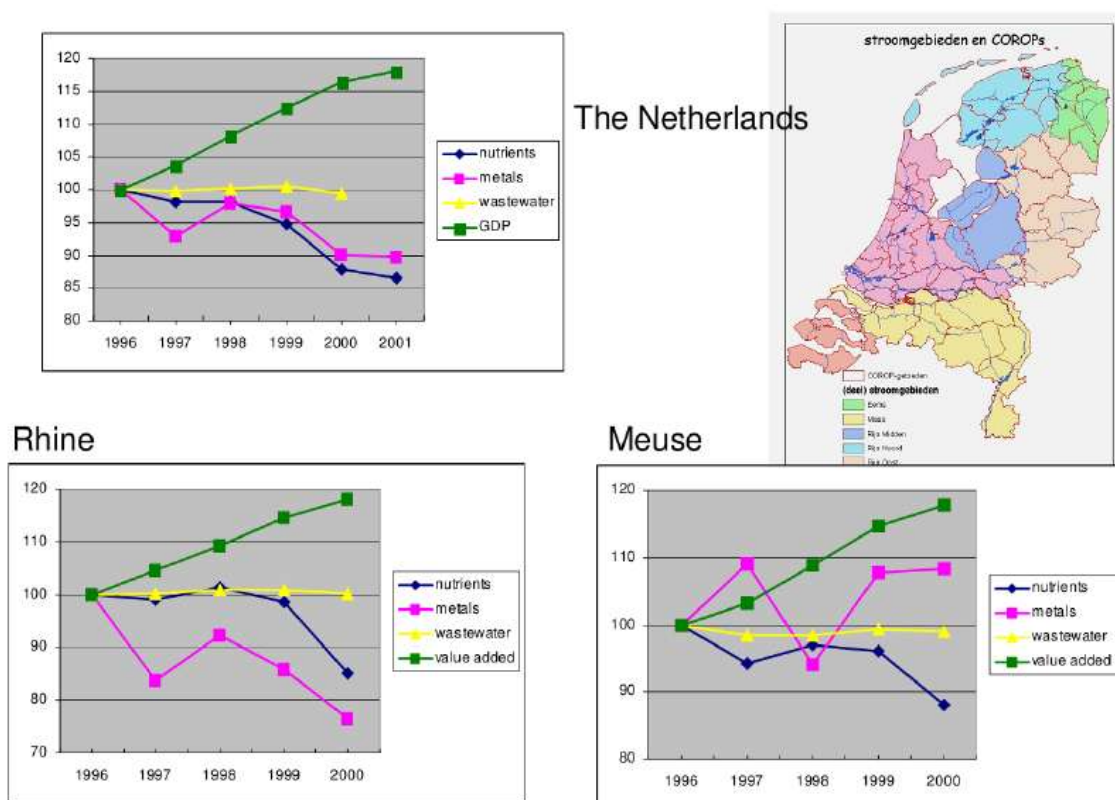 120
115
110
105
100
95
90
85
80
1996 1997 1998 1999 2000 2001
nutrients
metals
wastewater
GDP
The Netherlands
stroomgebieden en COROPs
COROP-gebieden
(deel) stroomgebieden
Eems
Maas
Rijn Midden
Rijn Noord
Rijn Oost
Rhine
120
110
100
90
80
70
1996 1997 1998 1999 2000
nutrients
metals
wastewater
value added
Meuse
120
110
100
90
80
1996 1997 1998 1999 2000
nutrients
metals
wastewater
value added